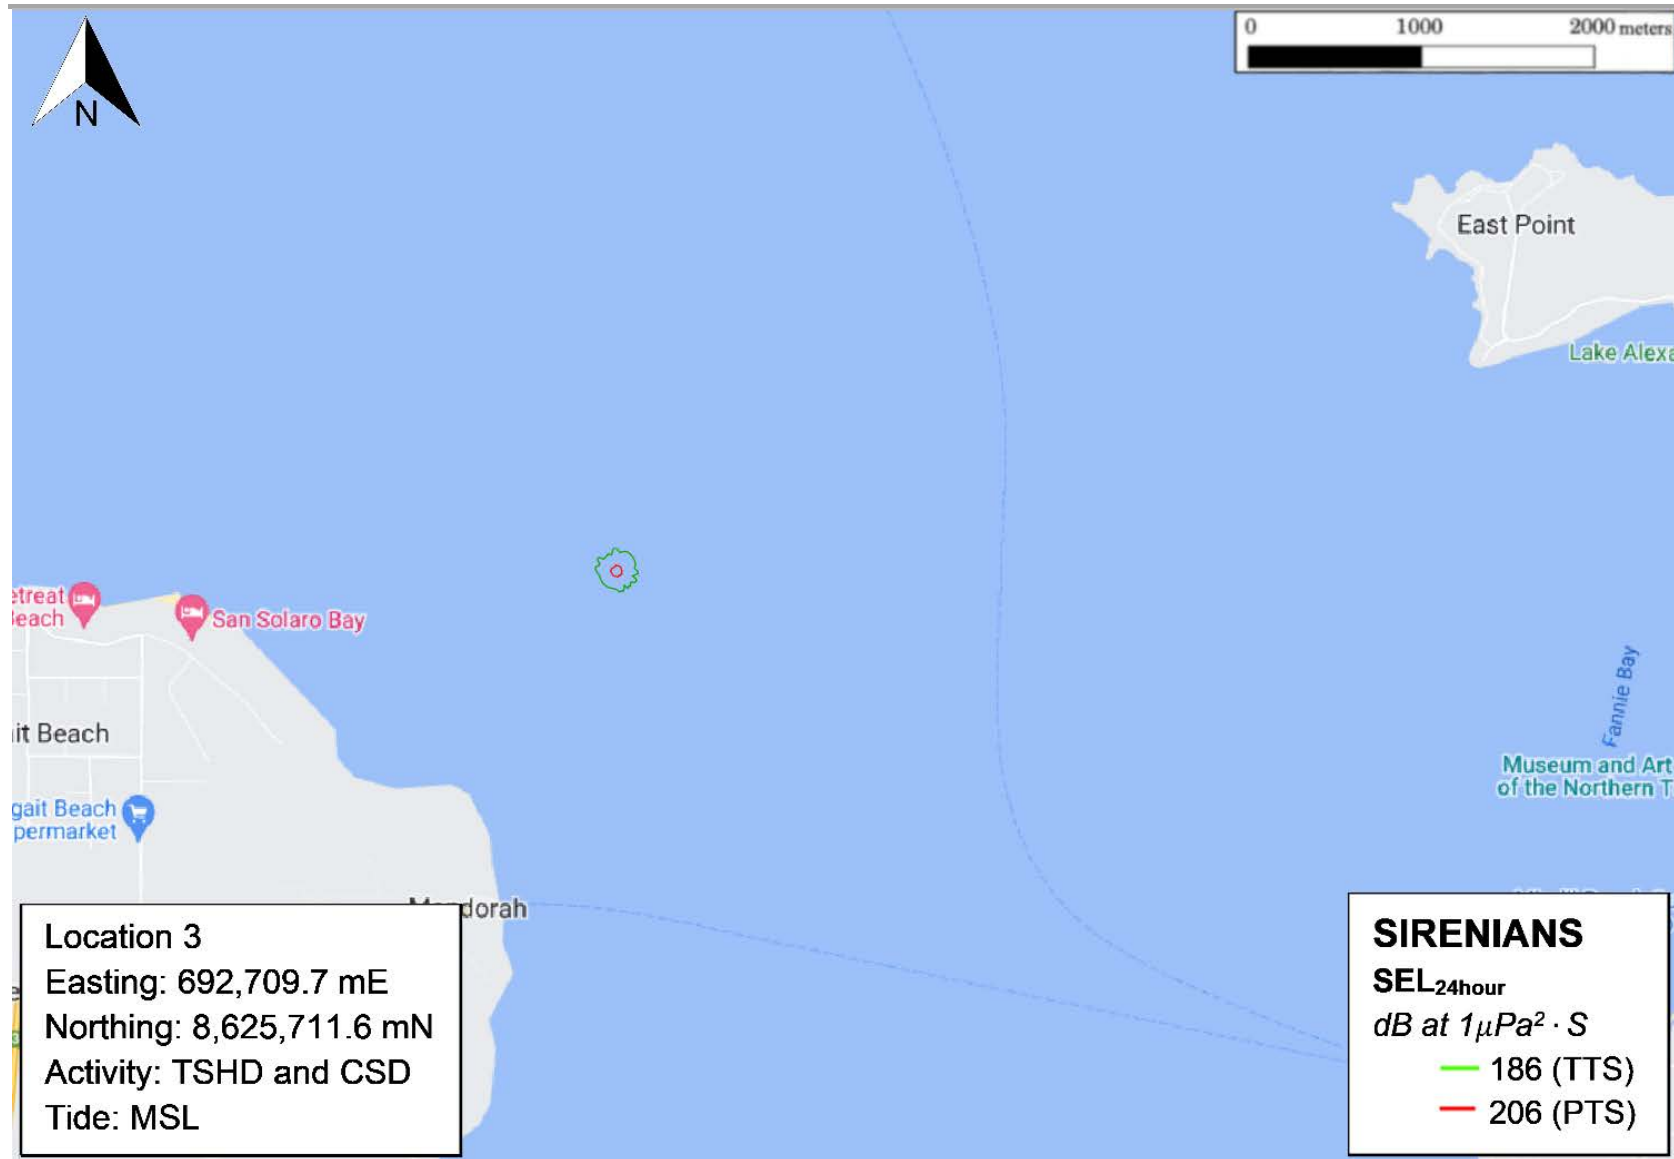 0 1000 2000 meters
N
East Point
Lake Alexa
etreat
Beach
San Solaro Bay
Fannie Bay
it Beach
Museum and Art
of the Northern T
gait Beach
permarket
Mandorah
Location 3
Easting: 692,709.7 mE
Northing: 8,625,711.6 mN
Activity: TSHD and CSD
Tide: MSL
SIRENIANS
SEL24hour
dB at 1μPa² · S
186 (TTS)
206 (PTS)